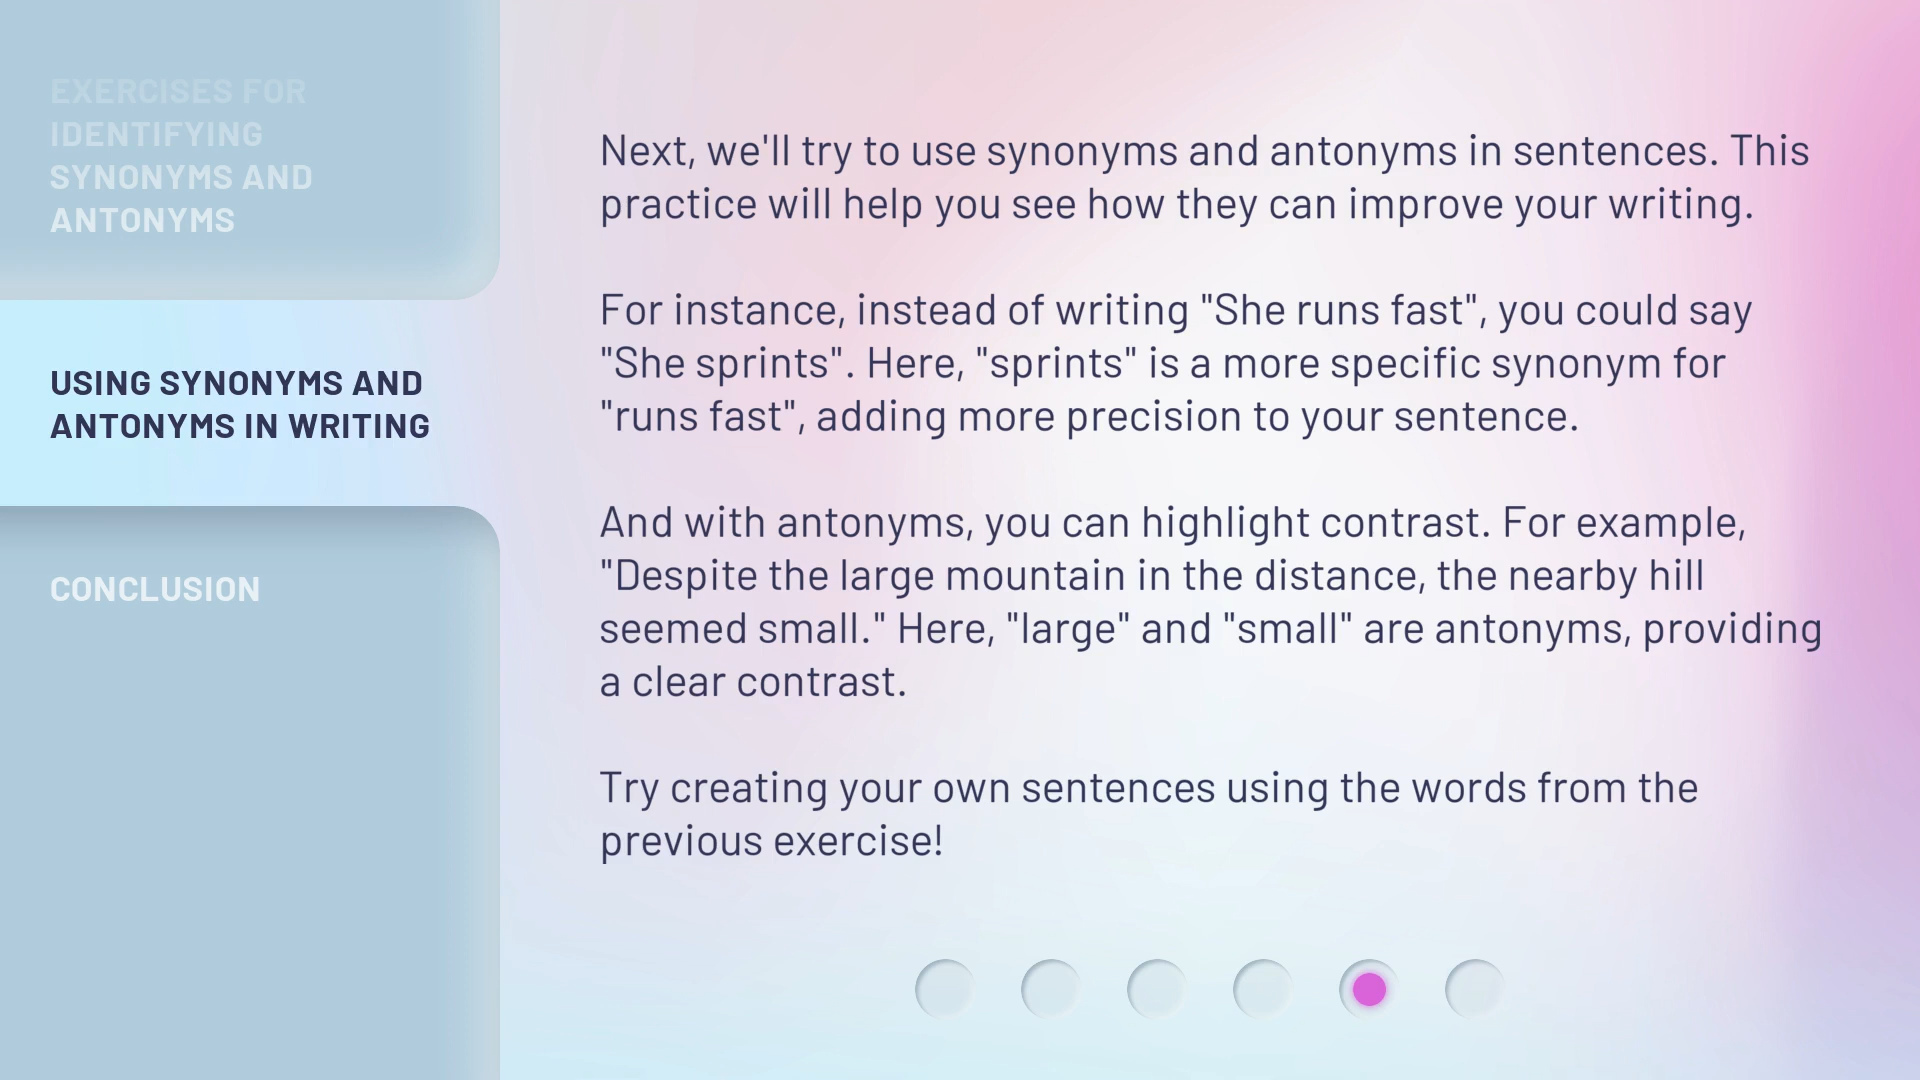 EXERCISES FOR
IDENTIFYING
SYNONYMS AND
ANTONYMS
USING SYNONYMS AND
ANTONYMS IN WRITING
CONCLUSION
Next, we'll try to use synonyms and antonyms in sentences. This
practice will help you see how they can improve your writing.
For instance, instead of writing "She runs fast", you could say
"She sprints". Here, "sprints" is a more specific synonym for
"runs fast", adding more precision to your sentence.
And with antonyms, you can highlight contrast. For example,
"Despite the large mountain in the distance, the nearby hill
seemed small." Here, "large" and "small" are antonyms, providing
a clear contrast.
Try creating your own sentences using the words from the
previous exercise!